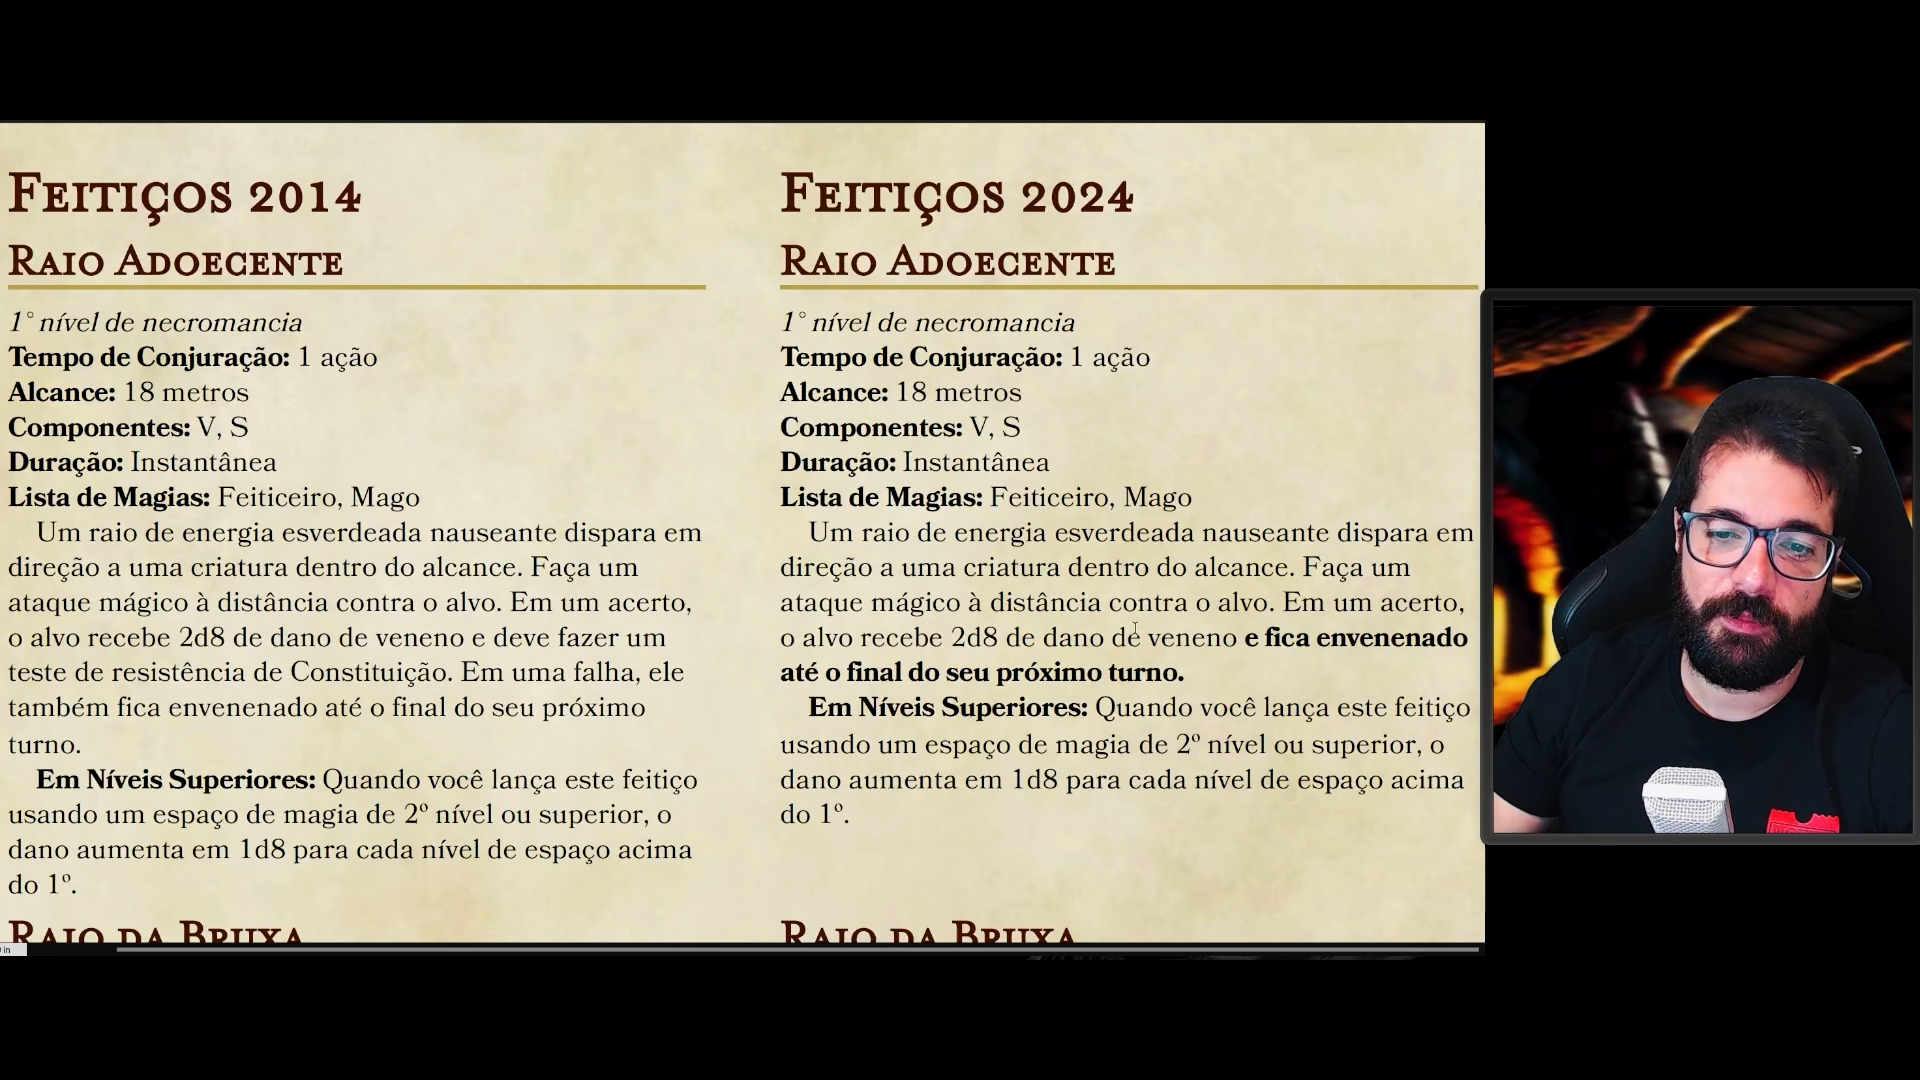 Feitiços 2014
Raio Adoecente
1° nível de necromancia
Tempo de Conjuração: 1 ação
Alcance: 18 metros
Componentes: V, S
Duração: Instantânea
Lista de Magias: Feiticeiro, Mago
Um raio de energia esverdeada nauseante dispara em
direção a uma criatura dentro do alcance. Faça um
ataque mágico à distância contra o alvo. Em um acerto,
o alvo recebe 2d8 de dano de veneno e deve fazer um
teste de resistência de Constituição. Em uma falha, ele
também fica envenenado até o final do seu próximo
turno.
Em Níveis Superiores: Quando você lança este feitiço
usando um espaço de magia de 2º nível ou superior, o
dano aumenta em 1d8 para cada nível de espaço acima
do 1º.
Raio da Bruxa
in
Feitiços 2024
Raio Adoecente
1° nível de necromancia
Tempo de Conjuração: 1 ação
Alcance: 18 metros
Componentes: V, S
Duração: Instantânea
Lista de Magias: Feiticeiro, Mago
Um raio de energia esverdeada nauseante dispara em
direção a uma criatura dentro do alcance. Faça um
ataque mágico à distância contra o alvo. Em um acerto,
o alvo recebe 2d8 de dano de veneno e fica envenenado
até o final do seu próximo turno.
Em Níveis Superiores: Quando você lança este feitiço
usando um espaço de magia de 2º nível ou superior, o
dano aumenta em 1d8 para cada nível de espaço acima
do 1º.
Raio da Bruxa